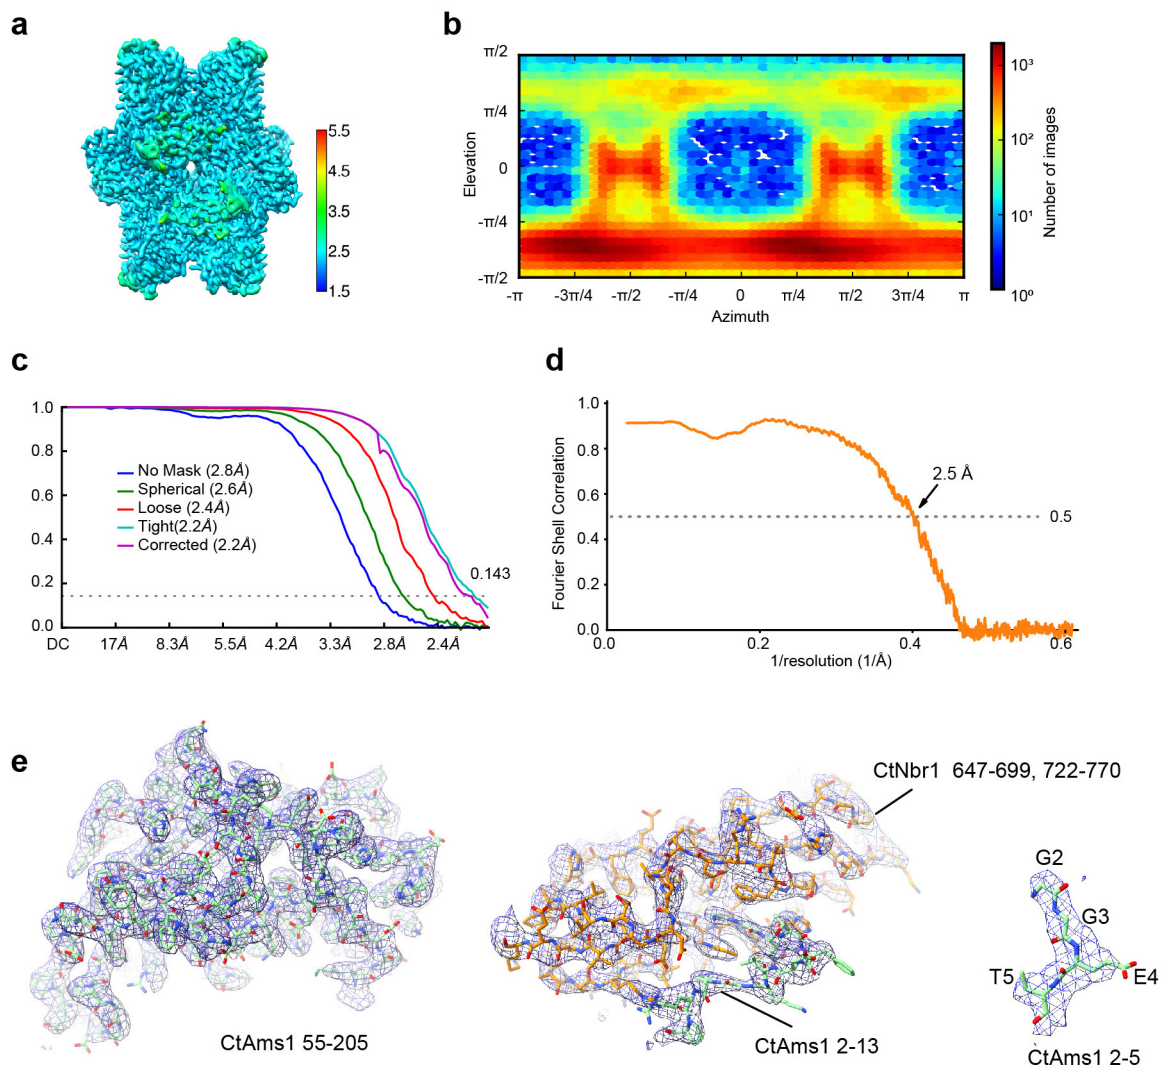 a
5.5
4.5
3.5
2.5
1.5
b
π/2
π/4
0
-π/4
-π/2
Elevation
-π -3π/4 -π/2 -π/4 0 π/4 π/2 3π/4 π
Azimuth
10³
10²
10¹
10⁰
Number of images
c
1.0
0.8
0.6
0.4
0.2
0.0
No Mask (2.8Å)
Spherical (2.6Å)
Loose (2.4Å)
Tight(2.2Å)
Corrected (2.2Å)
0.143
DC 17Å 8.3Å 5.5Å 4.2Å 3.3Å 2.8Å 2.4Å
d
1.0
0.8
0.6
0.4
0.2
0.0
Fourier Shell Correlation
2.5 Å
0.5
0.0 0.2 0.4 0.6
1/resolution (1/Å)
e
CtAms1 55-205
CtNbr1 647-699, 722-770
CtAms1 2-13
G2
G3
T5
E4
CtAms1 2-5